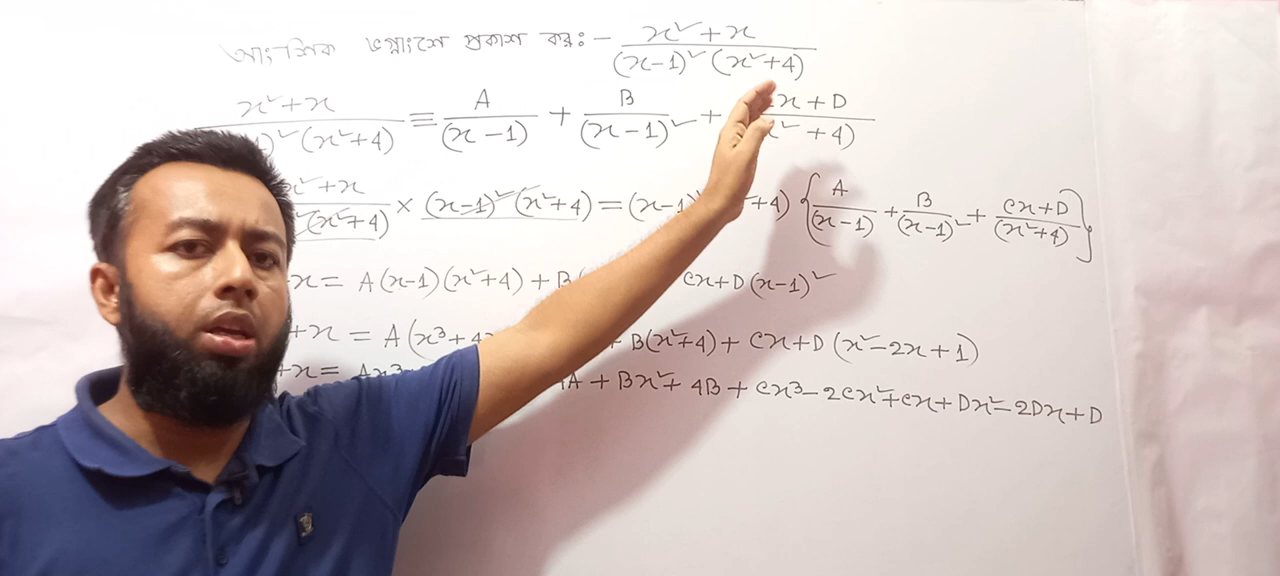 আংশিক ভগ্নাংশে প্রকাশ কর:- x²+x / (x-1)²(x²+4)
x²+x / (x²+4) ≡ A/(x-1) + B/(x-1)² + x+D / (x²+4)
x²+x / (x²+4) × (x-1)²(x²+4) = (x-1) +4) {A/(x-1) + B/(x-1)² + Cx+D/(x²+4)}
+x = A(x-1)(x²+4) + B Cx+D(x-1)²
+x = A(x³+4 B(x²+4) + Cx+D(x²-2x+1)
+x = Ax³ A + Bx²+ 4B + Cx³- 2Cx²+Cx+Dx²-2Dx+D